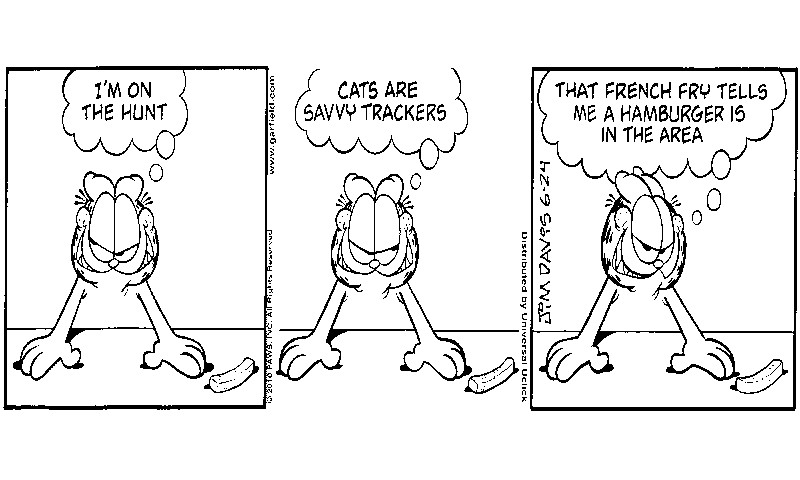 I'M ON
THE HUNT
www.garfield.com
© 2010 PAWS, INC. All Rights Reserved
CATS ARE
SAVVY TRACKERS
Distributed by Universal Uclick
THAT FRENCH FRY TELLS
ME A HAMBURGER IS
IN THE AREA
JIM DAVIS 6-24